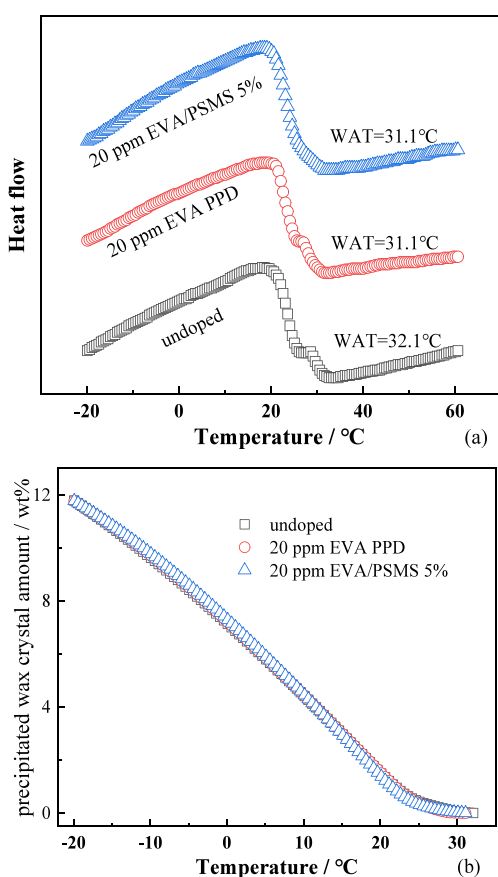 Heat flow
20 ppm EVA/PSMS 5%
WAT=31.1℃
20 ppm EVA PPD
WAT=31.1℃
undoped
WAT=32.1℃
-20 0 20 40 60
Temperature / ℃
(a)
precipitated wax crystal amount / wt%
12
8
4
0
undoped
20 ppm EVA PPD
20 ppm EVA/PSMS 5%
-20 -10 0 10 20 30
Temperature / ℃
(b)